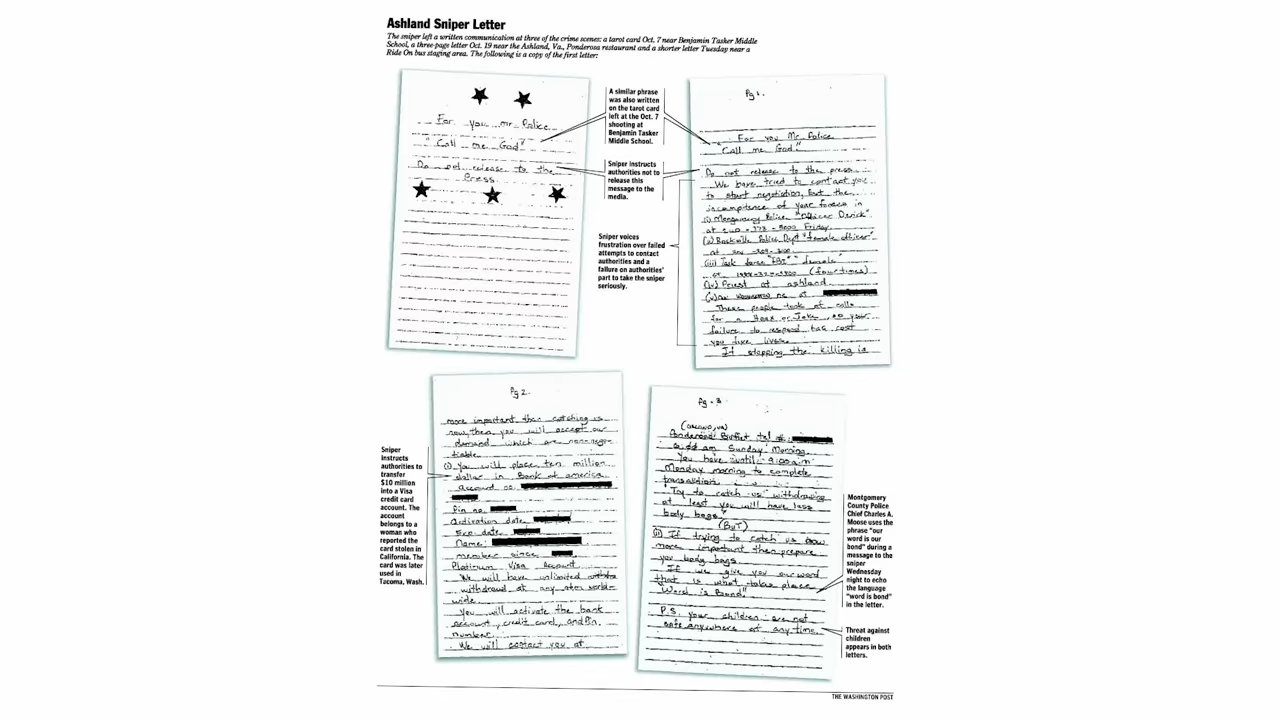 Ashland Sniper Letter
The sniper left a written communication at three of the crime scenes: a tarot card Oct. 7 near Benjamin Tasker Middle
School, a three-page letter Oct. 19 near the Ashland, Va., Ponderosa restaurant and a shorter letter Tuesday near a
Ride On bus staging area. The following is a copy of the first letter:
For you mr. Police
"Call me God"
Do not release to the
Press.
A similar phrase
was also written
on the tarot card
left at the Oct. 7
shooting at
Benjamin Tasker
Middle School.
Sniper instructs
authorities not to
release this
message to the
media.
Sniper voices
frustration over failed
attempts to contact
authorities and a
failure on authorities'
part to take the sniper
seriously.
Pg 1.
For you Mr. Police
"Call me God."
Do not release to the press.
We have tried to contact you
to start negotiation, but the
incompetence of your forces in
(i) Montgomery Police "Officer Derick"
at Friday
(ii) Rockville Police Dept "female officer"
at
(iii) Task force "FBI" "female"
at (four times)
(iv) Priest at ashland
(v) at
These people took of calls
for a Hoax or Joke, so your
failure to respond has cost
you five lives.
If stopping the killing is
Pg 2.
more important than catching us
now, then you will accept our
demand which are non-nego-
tiable.
(i) You will place ten million
dollar in Bank of america
account no.
Pin no.
Activation date
Exp. date
Name:
member since
Platinum Visa Account
We will have unlimited
withdrawl at any atm world-
wide.
You will activate the bank
account, credit card, and Pin
number.
We will contact you at
Sniper
instructs
authorities to
transfer
$10 million
into a Visa
credit card
account. The
account
belongs to a
woman who
reported the
card stolen in
California. The
card was later
used in
Tacoma, Wash.
Pg - 3
Ponderosa Buffet tel #
am Sunday Morning.
You have until 9:00 a.m.
Monday morning to complete
transaction.
"Try to catch us withdrawing
at least you will have less
body bags."
(BuT)
(ii) If trying to catch us now
more important then prepare
you body bags.
If we give you our word
that is what takes place
"Word is Bond."
P.S. your children are not
safe anywhere at any time.
Montgomery
County Police
Chief Charles A.
Moose uses the
phrase "our
word is our
bond" during a
message to the
sniper
Wednesday
night to echo
the language
"word is bond"
in the letter.
Threat against
children
appears in both
letters.
THE WASHINGTON POST